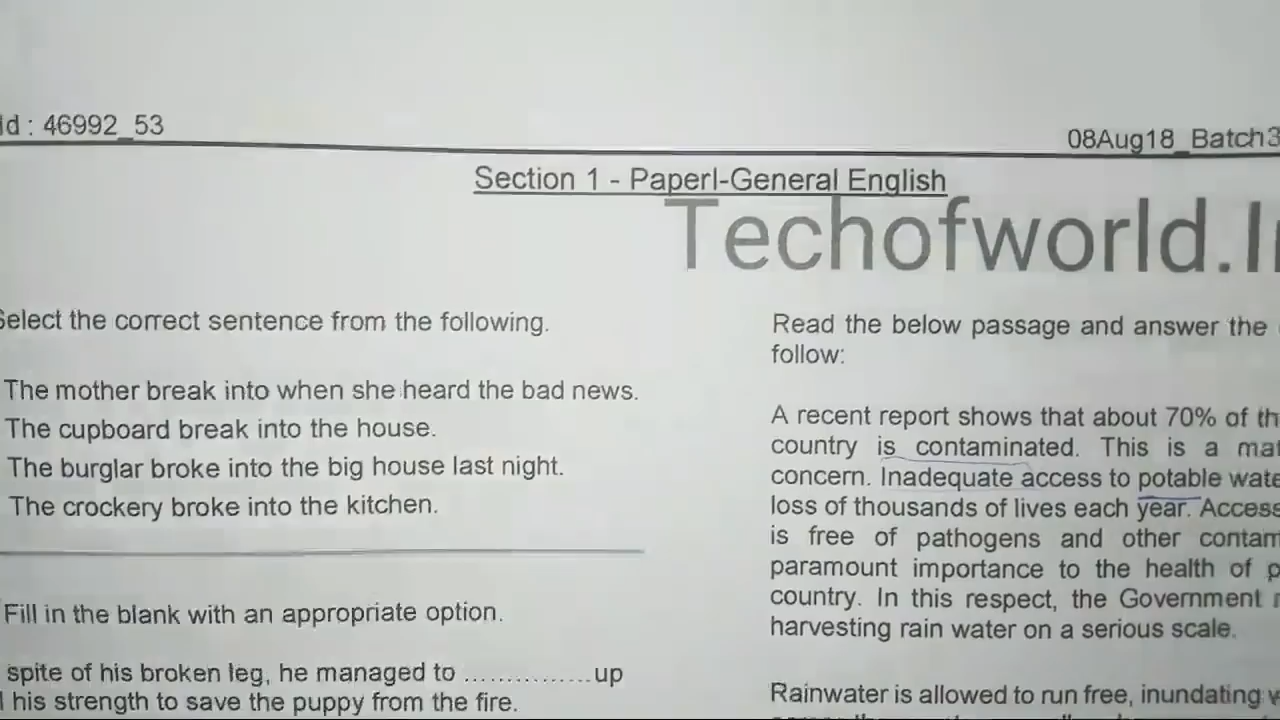 Id : 46992_53
08Aug18_Batch3
Section 1 - PaperI-General English
Techofworld.I
Select the correct sentence from the following.
The mother break into when she heard the bad news.
The cupboard break into the house.
The burglar broke into the big house last night.
The crockery broke into the kitchen.
Fill in the blank with an appropriate option.
spite of his broken leg, he managed to ...............up
his strength to save the puppy from the fire.
Read the below passage and answer the
follow:
A recent report shows that about 70% of th
country is contaminated. This is a mat
concern. Inadequate access to potable wate
loss of thousands of lives each year. Access
is free of pathogens and other contam
paramount importance to the health of p
country. In this respect, the Government
harvesting rain water on a serious scale.
Rainwater is allowed to run free, inundating